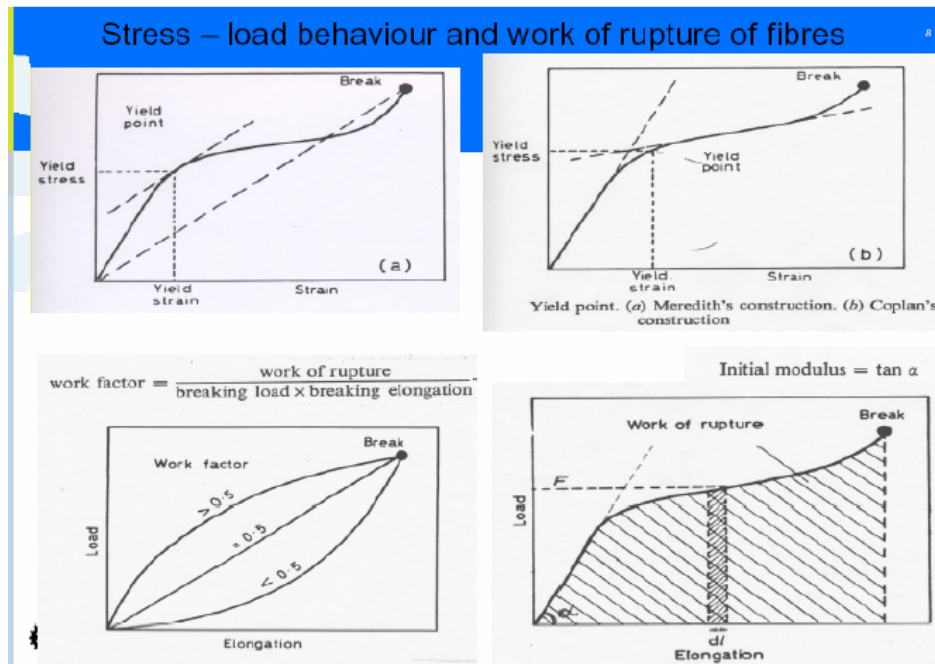 Stress – load behaviour and work of rupture of fibres
8
Break
Yield
point
Yield
stress
(a)
Yield
strain
Strain
Break
Yield
stress
Yield
point
(b)
Yield
strain
Strain
Yield point. (a) Meredith's construction. (b) Coplan's
construction
work factor = work of rupture
breaking load × breaking elongation
Break
Work factor
> 0·5
= 0·5
< 0·5
Load
Elongation
Initial modulus = tan α
Break
Work of rupture
F
Load
α
dl
Elongation